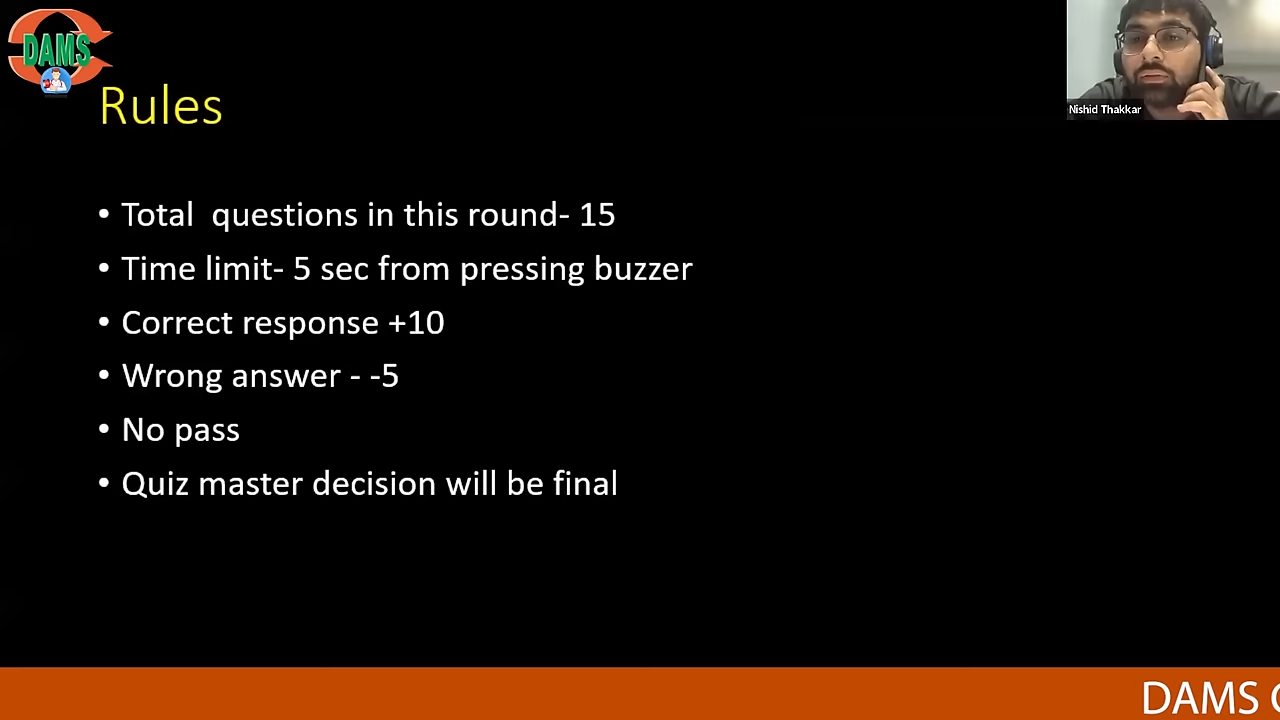 DAMS
Nishid Thakkar
Rules
• Total questions in this round- 15
• Time limit- 5 sec from pressing buzzer
• Correct response +10
• Wrong answer - -5
• No pass
• Quiz master decision will be final
DAMS